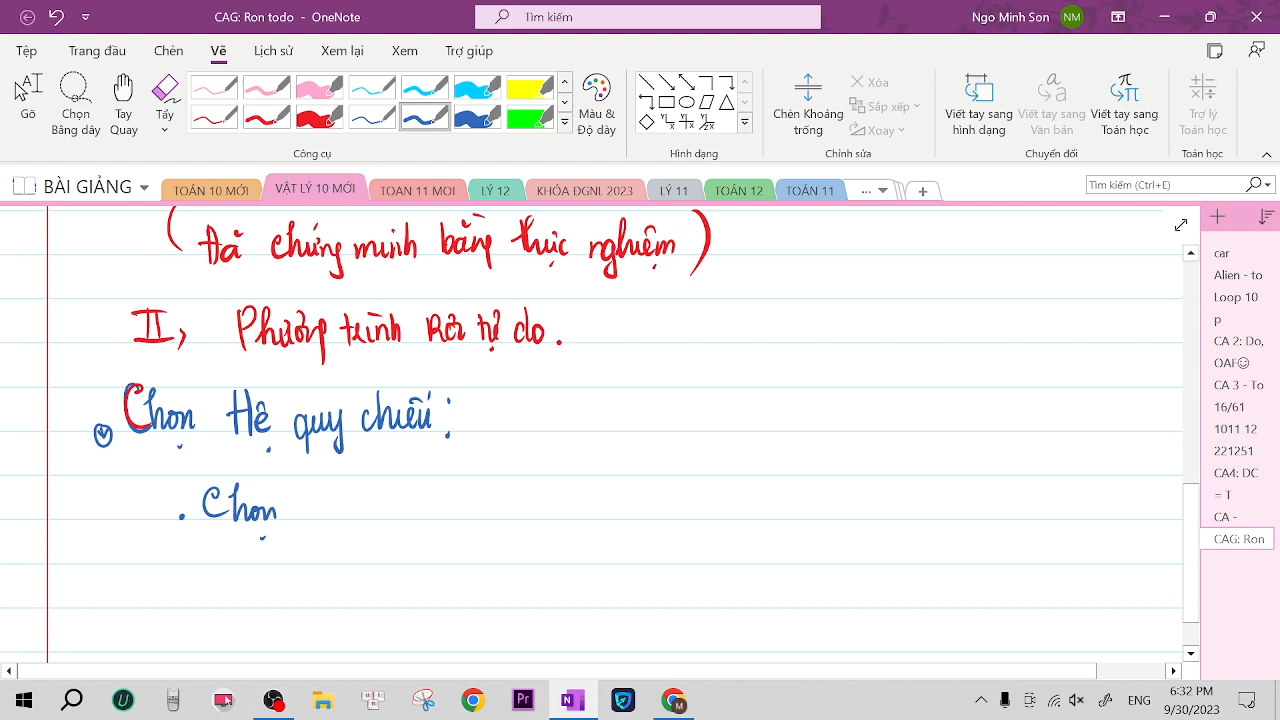 CAG: Ron todo - OneNote
Tìm kiếm
Ngo Minh Son
NM
Tệp Trang đầu Chèn Vẽ Lịch sử Xem lại Xem Trợ giúp
Gõ
Chọn Bằng dây
Tay Quay
Tẩy
Màu & Độ dày
Chèn Khoảng trống
Xóa
Sắp xếp
Xoay
Viết tay sang hình dạng
Viết tay sang Văn bản
Viết tay sang Toán học
Trợ lý Toán học
Công cụ
Hình dạng
Chỉnh sửa
Chuyển đổi
Toán học
BÀI GIẢNG
TOÁN 10 MỚI
VẬT LÝ 10 MỚI
TOAN 11 MOI
LÝ 12
KHÓA ĐGNL 2023
LÝ 11
TOÁN 12
TOÁN 11
...
Tìm kiếm (Ctrl+E)
(Đã chứng minh bằng thực nghiệm)
II, Phương trình Rơi tự do.
Chọn Hệ quy chiếu:
. Chọn
car
Alien - to
Loop 10
p
CA 2: Do,
OAF☺
CA 3 - To
16/61
1011 12
221251
CA4: DC
= T
CA -
CAG: Ron
Pr
ENG
6:32 PM
9/30/2023